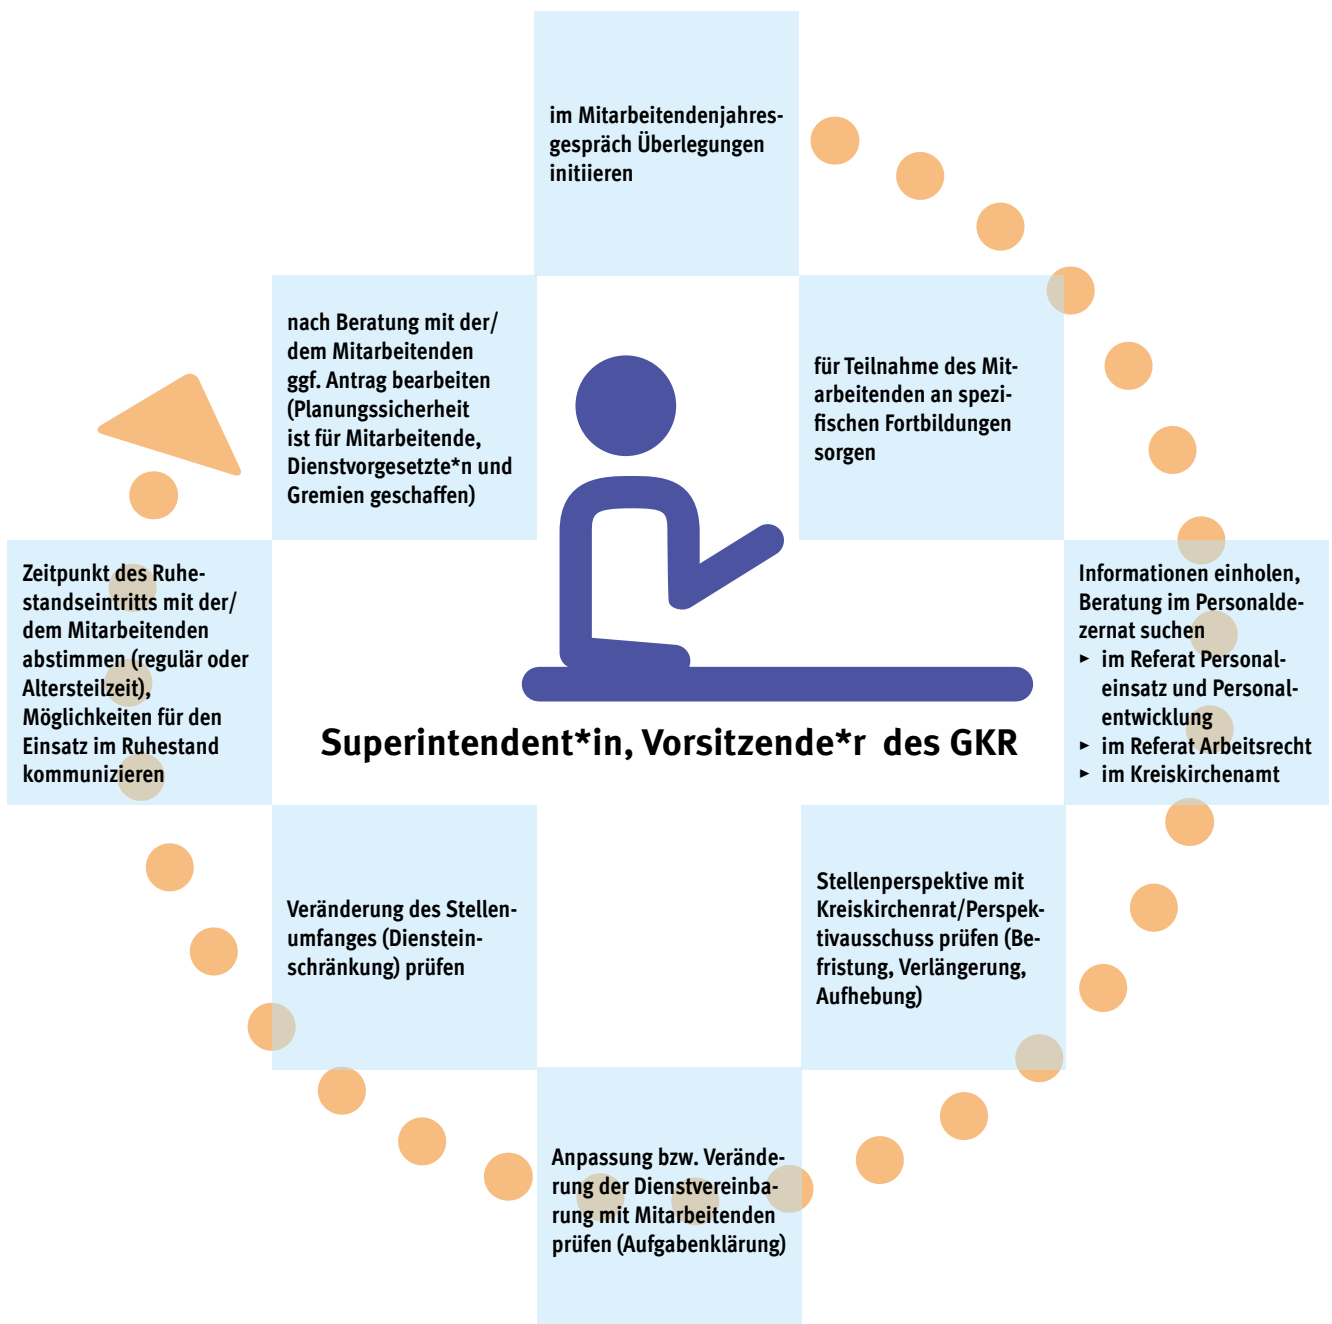 im Mitarbeitendenjahres-
gespräch Überlegungen
initiieren
für Teilnahme des Mit-
arbeitenden an spezi-
fischen Fortbildungen
sorgen
Informationen einholen,
Beratung im Personalde-
zernat suchen
▸ im Referat Personal-
einsatz und Personal-
entwicklung
▸ im Referat Arbeitsrecht
▸ im Kreiskirchenamt
Stellenperspektive mit
Kreiskirchenrat/Perspek-
tivausschuss prüfen (Be-
fristung, Verlängerung,
Aufhebung)
Anpassung bzw. Verände-
rung der Dienstvereinba-
rung mit Mitarbeitenden
prüfen (Aufgabenklärung)
Veränderung des Stellen-
umfanges (Dienstein-
schränkung) prüfen
Zeitpunkt des Ruhe-
standseintritts mit der/
dem Mitarbeitenden
abstimmen (regulär oder
Altersteilzeit),
Möglichkeiten für den
Einsatz im Ruhestand
kommunizieren
nach Beratung mit der/
dem Mitarbeitenden
ggf. Antrag bearbeiten
(Planungssicherheit
ist für Mitarbeitende,
Dienstvorgesetzte*n und
Gremien geschaffen)
Superintendent*in, Vorsitzende*r des GKR